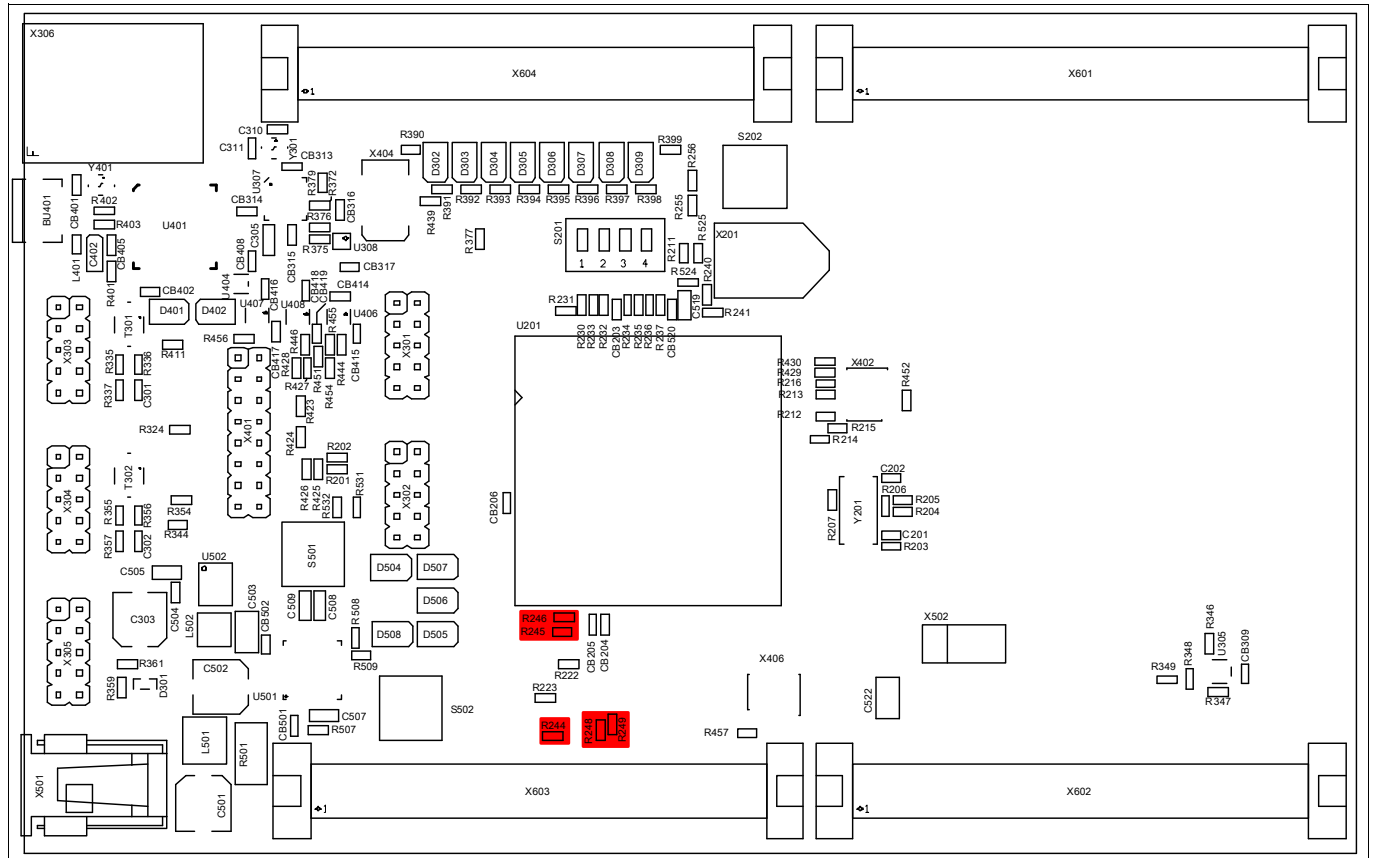 X306
X604
X601
C310
C311
Y301
CB313
R390
X404
D302
D303
D304
D305
D306
D307
D308
D309
R399
S202
R256
Y401
BU401
CB401
R402
R403
U401
CB314
U307
R379
R372
CB316
R376
R375
U308
R439
R391
R392
R393
R394
R395
R396
R397
R398
R255
R525
L401
C402
CB405
R401
C305
CB408
CB315
CB317
R377
S201
1 2 3 4
R211
X201
R524
R240
CB402
D401
D402
U404
CB416
CB418
CB419
CB414
U407
U408
U406
R231
R230
R233
R232
CB203
R234
R235
R236
R237
CB520
C519
R241
X303
T301
R411
R456
CB417
R446
R455
R428
R427
R451
R454
R444
CB415
X301
U201
R335
R336
R337
C301
R430
R429
R216
R213
R212
X402
R452
R215
R214
R324
X401
R423
R424
R202
R201
X304
T302
R426
R425
R532
R531
X302
CB206
C202
R206
R205
R204
R207
Y201
C201
R203
R354
R344
R355
R356
R357
C302
U502
S501
D504
D507
D506
D508
D505
C505
C504
C303
L502
C503
CB502
C509
C508
R508
R509
R246
R245
CB205
CB204
R222
X502
R346
U305
CB309
R348
R349
R347
X305
R361
R359
D301
C502
U501
CB501
C507
R507
S502
R223
R244
R248
R249
X406
R457
C522
L501
R501
X501
C501
X603
X602
1
1
1
1